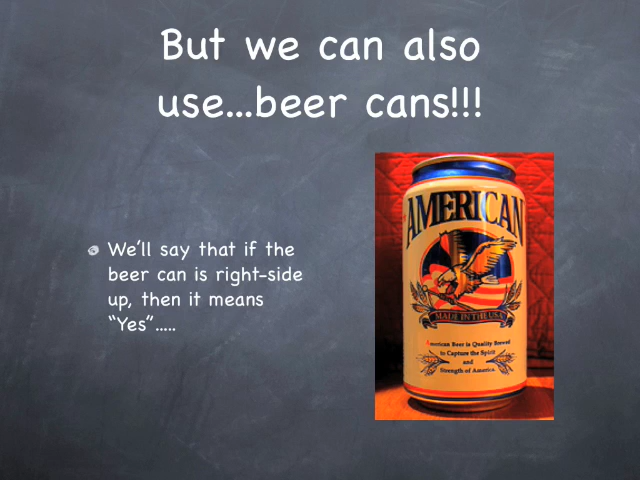 But we can also
use...beer cans!!!
We'll say that if the
beer can is right-side
up, then it means
“Yes”.....
AMERICAN
MADE IN THE USA
American Beer is Quality Brewed
to Capture the Spirit
and
Strength of America.